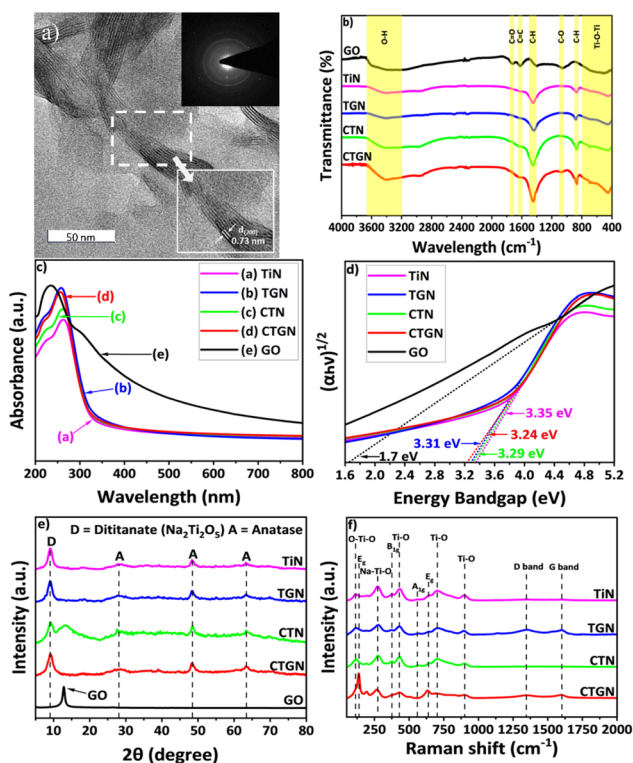 a)
50 nm
d(200)
0.73 nm
b)
O-H
C=O
C=C
C-H
C-O
C-H
Ti-O-Ti
GO
TiN
TGN
CTN
CTGN
Transmittance (%)
4000 3600 3200 2800 2400 2000 1600 1200 800 400
Wavelength (cm⁻¹)
c)
(a) TiN
(b) TGN
(c) CTN
(d) CTGN
(e) GO
(d)
(c)
(e)
(b)
(a)
Absorbance (a.u.)
200 300 400 500 600 700 800
Wavelength (nm)
d)
TiN
TGN
CTN
CTGN
GO
(αhν)^1/2
3.35 eV
3.31 eV
3.24 eV
3.29 eV
1.7 eV
1.6 2.0 2.4 2.8 3.2 3.6 4.0 4.4 4.8 5.2
Energy Bandgap (eV)
e)
D = Dititanate (Na₂Ti₂O₅) A = Anatase
D
A
A
A
TiN
TGN
CTN
CTGN
GO
GO
Intensity (a.u.)
5 10 20 30 40 50 60 70 80
2θ (degree)
f)
O-Ti-O
Eg
Na-Ti-O
B1g
Ti-O
A1g
Eg
Ti-O
Ti-O
D band
G band
TiN
TGN
CTN
CTGN
Intensity (a.u.)
50 250 500 750 1000 1250 1500 1750 2000
Raman shift (cm⁻¹)